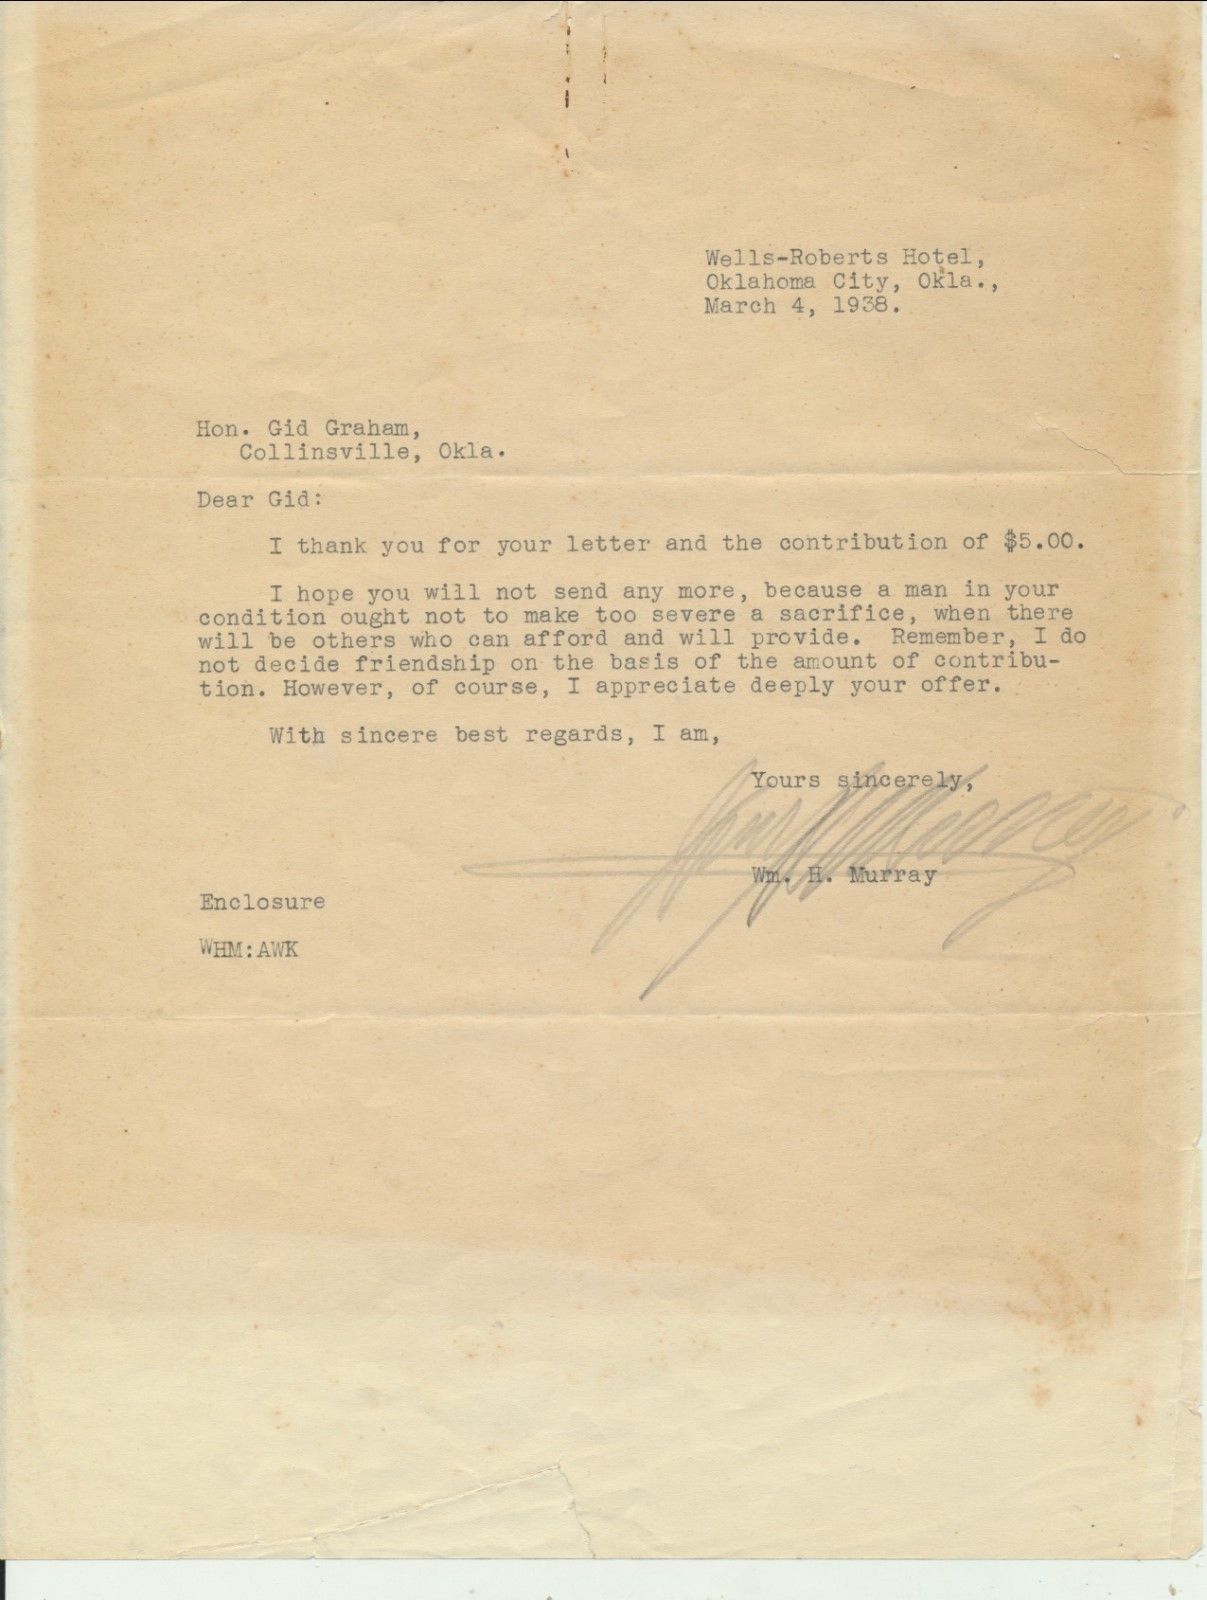 Wells-Roberts Hotel,
Oklahoma City, Okla.,
March 4, 1938.
Hon. Gid Graham,
Collinsville, Okla.
Dear Gid:
I thank you for your letter and the contribution of $5.00.
I hope you will not send any more, because a man in your
condition ought not to make too severe a sacrifice, when there
will be others who can afford and will provide. Remember, I do
not decide friendship on the basis of the amount of contribu-
tion. However, of course, I appreciate deeply your offer.
With sincere best regards, I am,
Yours sincerely,
Wm. H. Murray
Wm. H. Murray
Enclosure
WHM:AWK